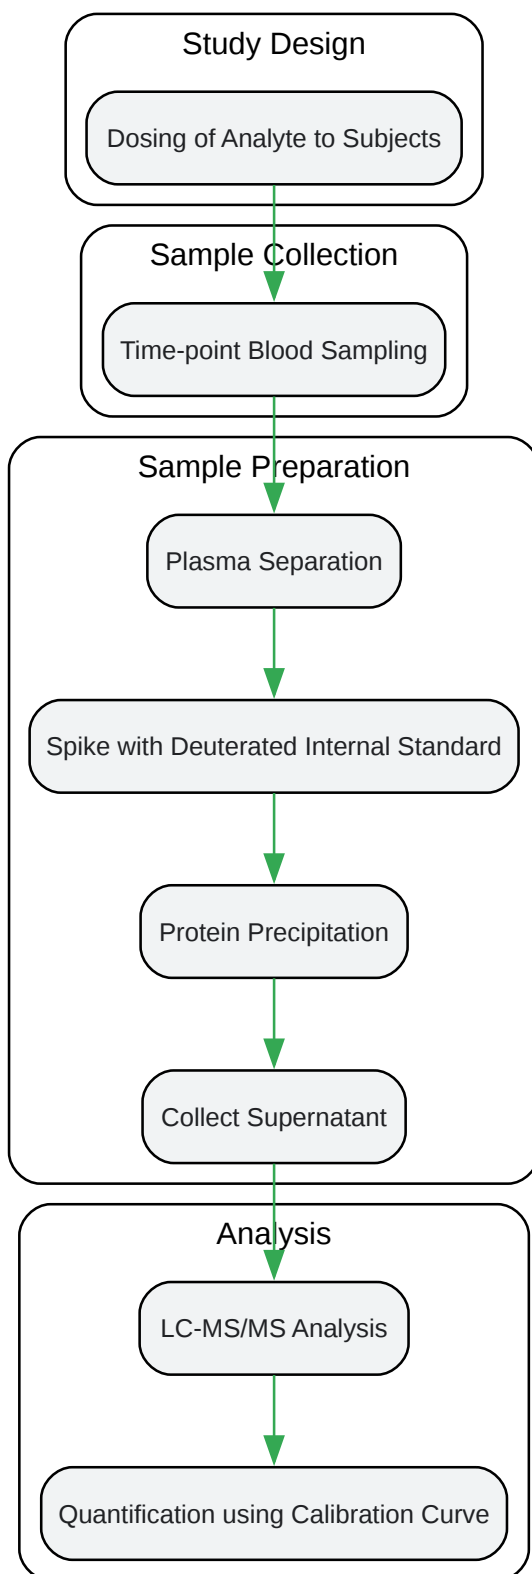 Study Design
Dosing of Analyte to Subjects
Sample Collection
Time-point Blood Sampling
Sample Preparation
Plasma Separation
Spike with Deuterated Internal Standard
Protein Precipitation
Collect Supernatant
Analysis
LC-MS/MS Analysis
Quantification using Calibration Curve